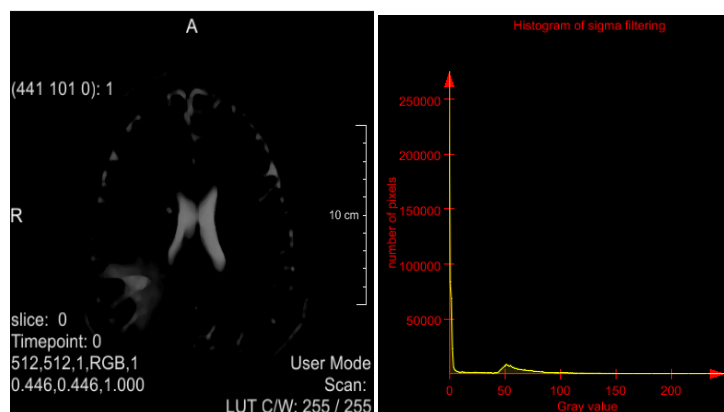 A
(441 101 0): 1
R
10 cm
slice: 0
Timepoint: 0
512,512,1,RGB,1
0.446,0.446,1.000
User Mode
Scan:
LUT C/W: 255 / 255
Histogram of sigma filtering
number of pixels
250000
200000
150000
100000
50000
0
50
100
150
200
Gray value